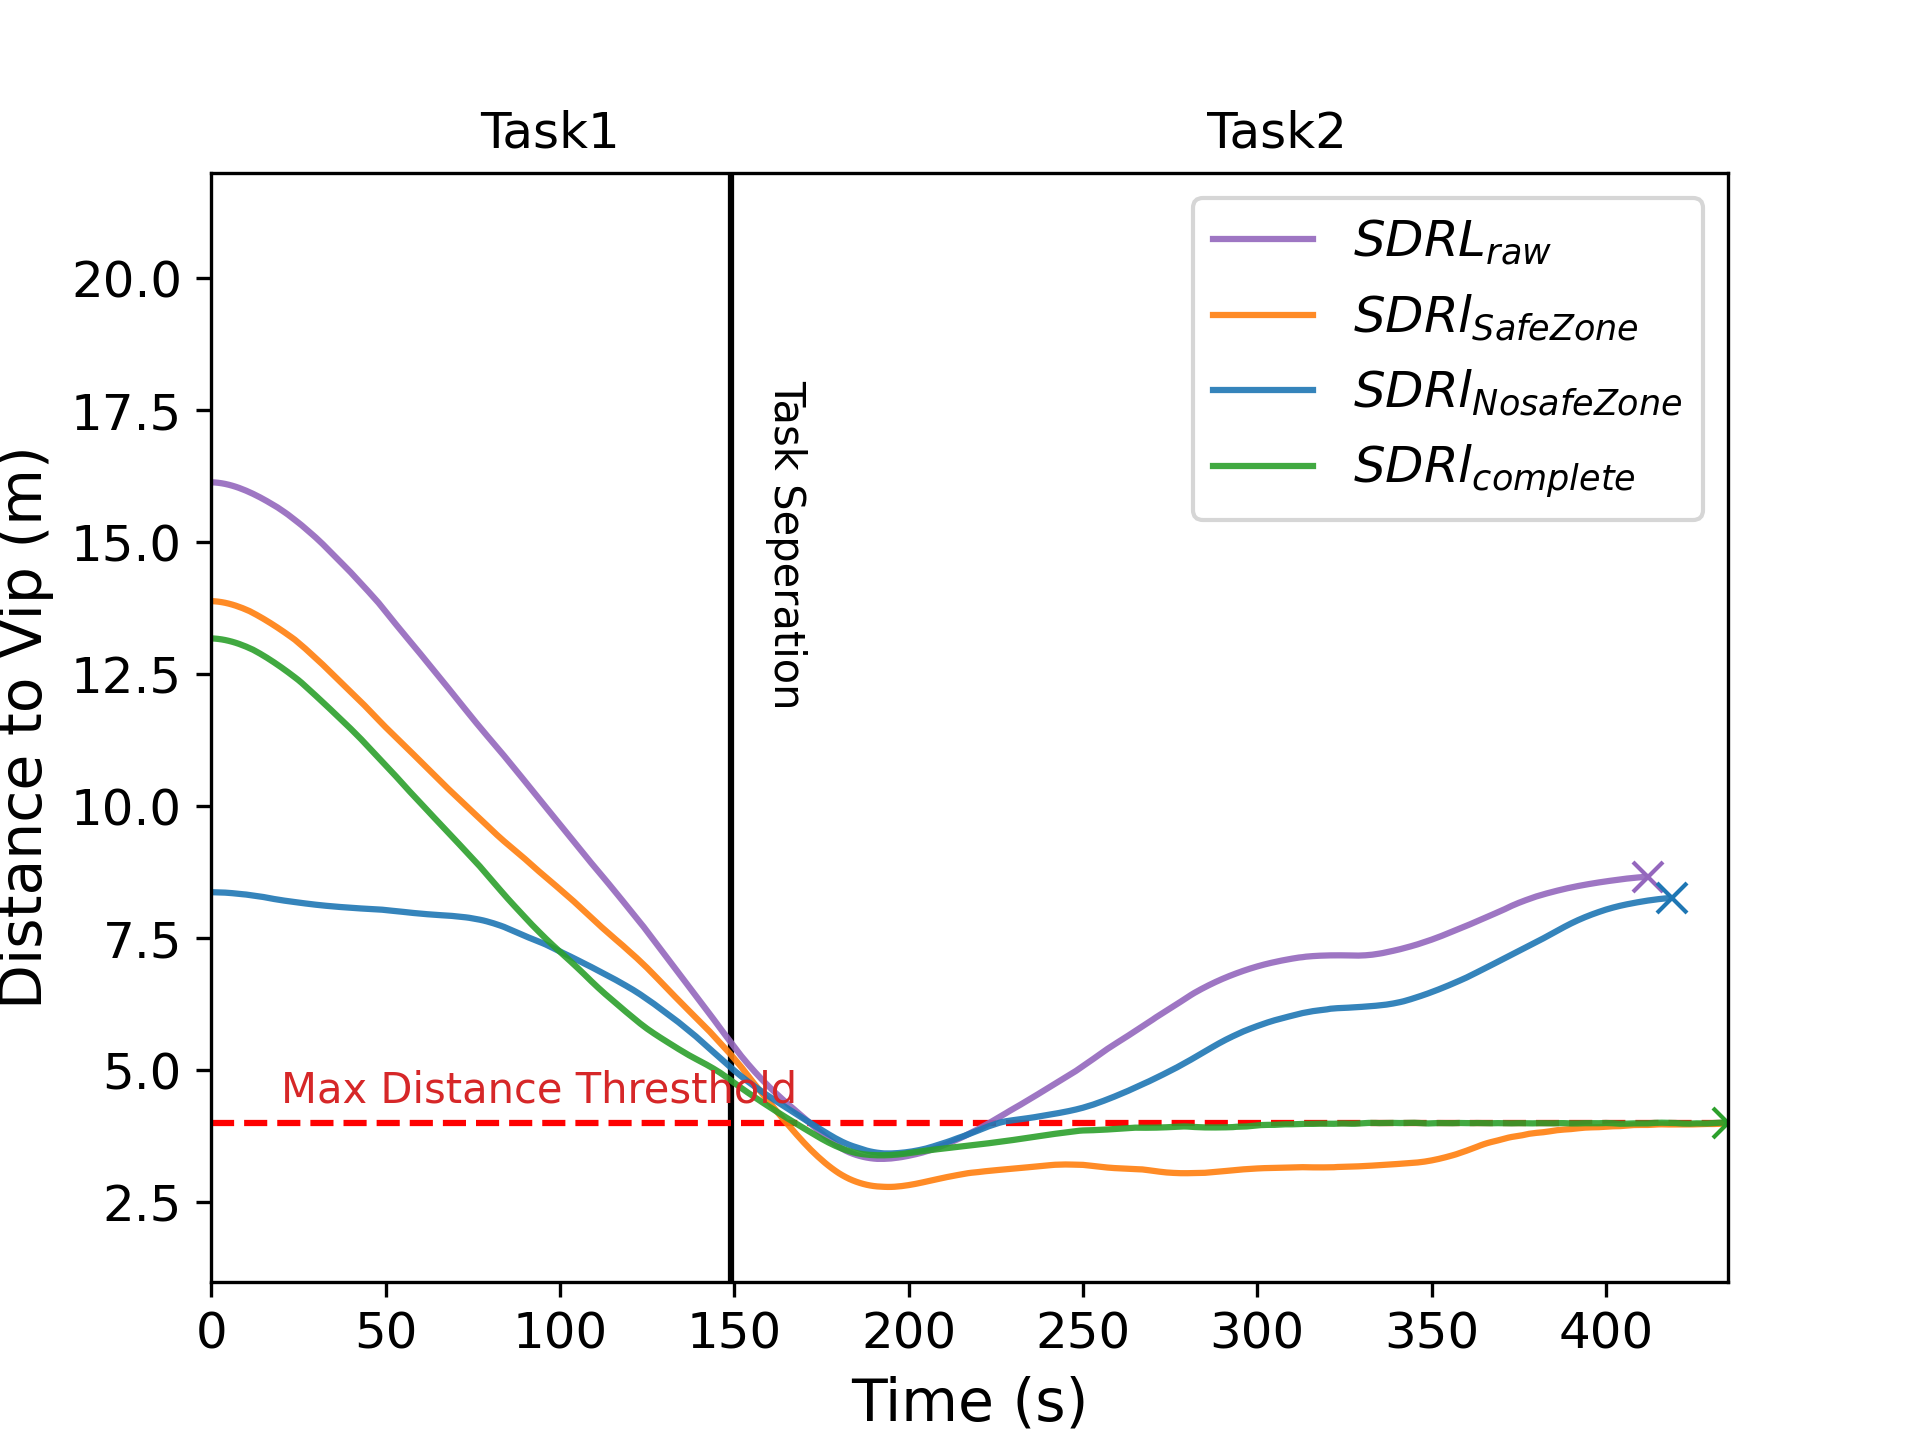 Task1
Task2
Distance to Vip (m)
20.0
17.5
15.0
12.5
10.0
7.5
5.0
2.5
Task Seperation
Max Distance Thresthold
SDRL_raw
SDRl_SafeZone
SDRl_NosafeZone
SDRl_complete
0 50 100 150 200 250 300 350 400
Time (s)